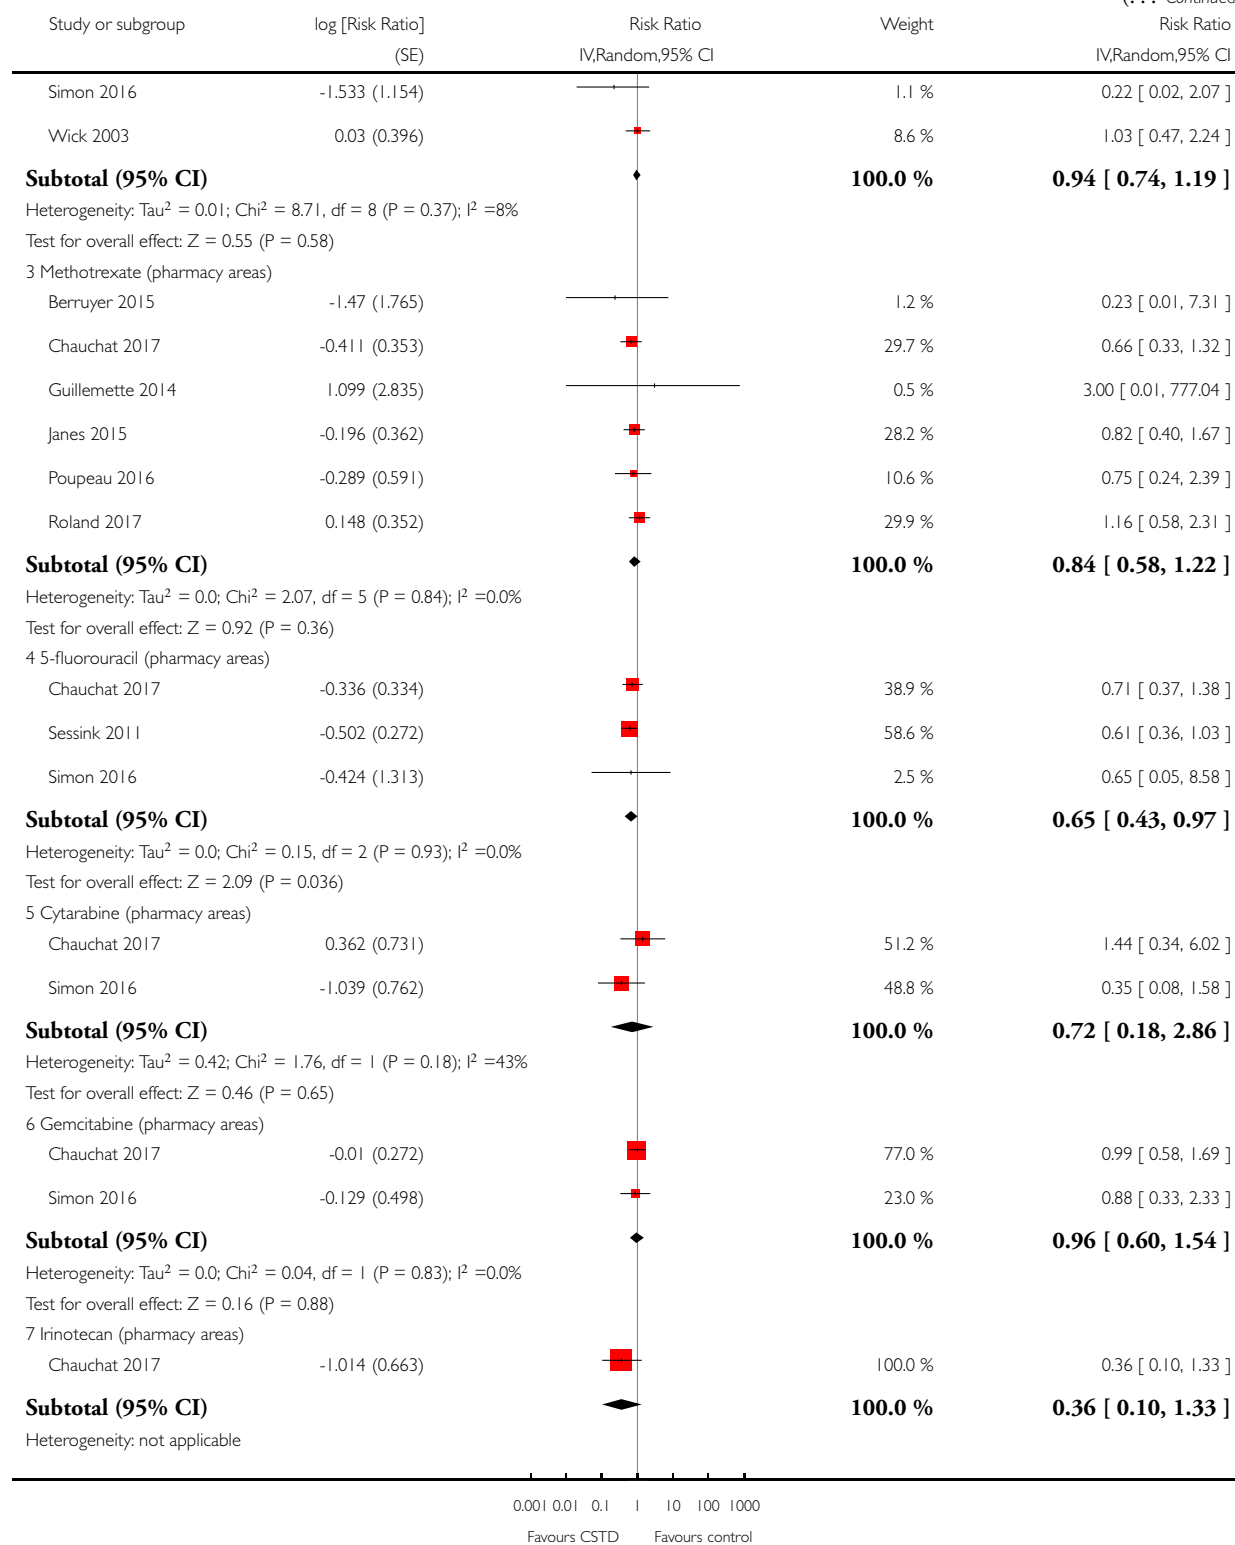 (. . . Continued
Study or subgroup log [Risk Ratio] Risk Ratio Weight Risk Ratio
(SE) IV,Random,95% CI IV,Random,95% CI
Simon 2016 -1.533 (1.154) 1.1 % 0.22 [ 0.02, 2.07 ]
Wick 2003 0.03 (0.396) 8.6 % 1.03 [ 0.47, 2.24 ]
Subtotal (95% CI) 100.0 % 0.94 [ 0.74, 1.19 ]
Heterogeneity: Tau² = 0.01; Chi² = 8.71, df = 8 (P = 0.37); I² =8%
Test for overall effect: Z = 0.55 (P = 0.58)
3 Methotrexate (pharmacy areas)
Berruyer 2015 -1.47 (1.765) 1.2 % 0.23 [ 0.01, 7.31 ]
Chauchat 2017 -0.411 (0.353) 29.7 % 0.66 [ 0.33, 1.32 ]
Guillemette 2014 1.099 (2.835) 0.5 % 3.00 [ 0.01, 777.04 ]
Janes 2015 -0.196 (0.362) 28.2 % 0.82 [ 0.40, 1.67 ]
Poupeau 2016 -0.289 (0.591) 10.6 % 0.75 [ 0.24, 2.39 ]
Roland 2017 0.148 (0.352) 29.9 % 1.16 [ 0.58, 2.31 ]
Subtotal (95% CI) 100.0 % 0.84 [ 0.58, 1.22 ]
Heterogeneity: Tau² = 0.0; Chi² = 2.07, df = 5 (P = 0.84); I² =0.0%
Test for overall effect: Z = 0.92 (P = 0.36)
4 5-fluorouracil (pharmacy areas)
Chauchat 2017 -0.336 (0.334) 38.9 % 0.71 [ 0.37, 1.38 ]
Sessink 2011 -0.502 (0.272) 58.6 % 0.61 [ 0.36, 1.03 ]
Simon 2016 -0.424 (1.313) 2.5 % 0.65 [ 0.05, 8.58 ]
Subtotal (95% CI) 100.0 % 0.65 [ 0.43, 0.97 ]
Heterogeneity: Tau² = 0.0; Chi² = 0.15, df = 2 (P = 0.93); I² =0.0%
Test for overall effect: Z = 2.09 (P = 0.036)
5 Cytarabine (pharmacy areas)
Chauchat 2017 0.362 (0.731) 51.2 % 1.44 [ 0.34, 6.02 ]
Simon 2016 -1.039 (0.762) 48.8 % 0.35 [ 0.08, 1.58 ]
Subtotal (95% CI) 100.0 % 0.72 [ 0.18, 2.86 ]
Heterogeneity: Tau² = 0.42; Chi² = 1.76, df = 1 (P = 0.18); I² =43%
Test for overall effect: Z = 0.46 (P = 0.65)
6 Gemcitabine (pharmacy areas)
Chauchat 2017 -0.01 (0.272) 77.0 % 0.99 [ 0.58, 1.69 ]
Simon 2016 -0.129 (0.498) 23.0 % 0.88 [ 0.33, 2.33 ]
Subtotal (95% CI) 100.0 % 0.96 [ 0.60, 1.54 ]
Heterogeneity: Tau² = 0.0; Chi² = 0.04, df = 1 (P = 0.83); I² =0.0%
Test for overall effect: Z = 0.16 (P = 0.88)
7 Irinotecan (pharmacy areas)
Chauchat 2017 -1.014 (0.663) 100.0 % 0.36 [ 0.10, 1.33 ]
Subtotal (95% CI) 100.0 % 0.36 [ 0.10, 1.33 ]
Heterogeneity: not applicable
0.001 0.01 0.1 1 10 100 1000
Favours CSTD Favours control